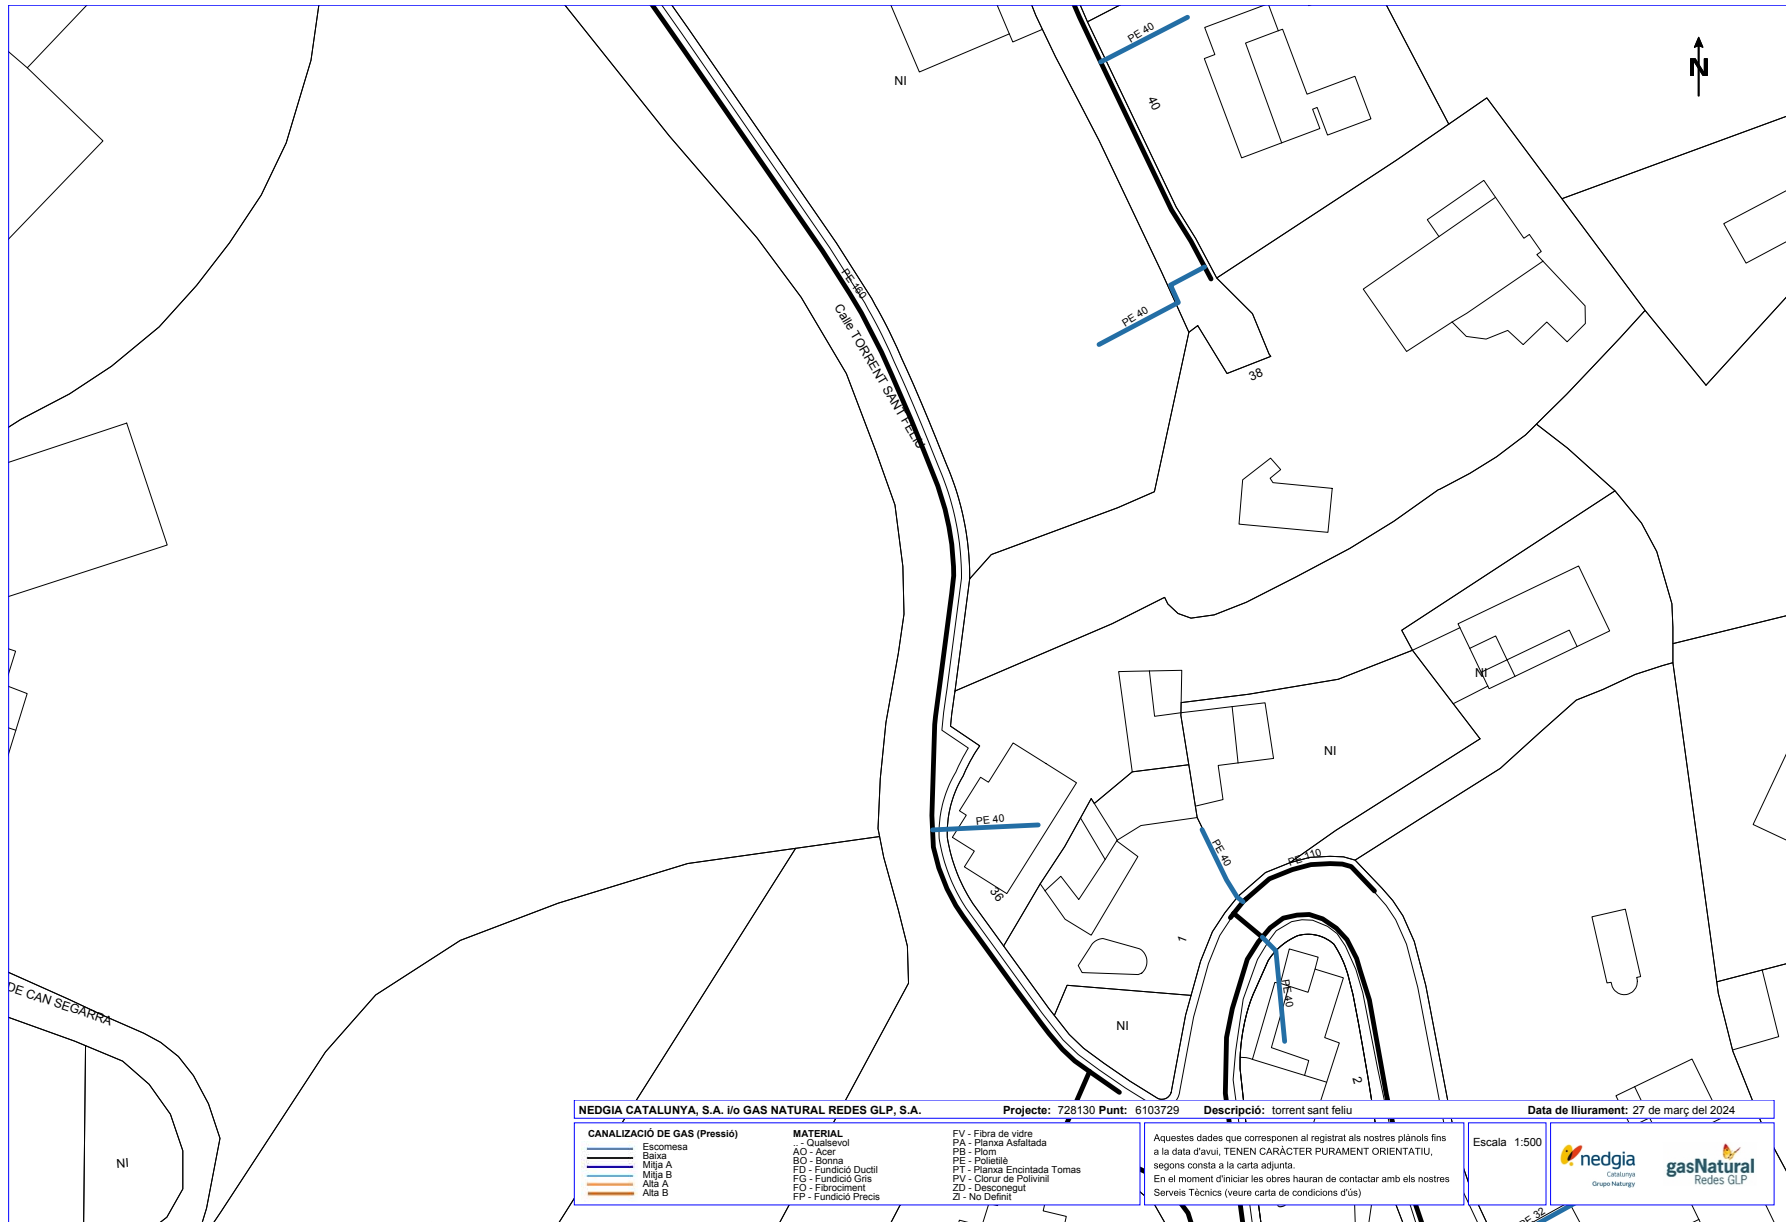 PE 40
N
NI
40
PE 160
Calle TORRENT SANT FELIU
PE 40
38
NI
NI
PE 40
PE 40
PE 110
36
1
PE 40
DE CAN SEGARRA
NI
2
NI
NEDGIA CATALUNYA, S.A. i/o GAS NATURAL REDES GLP, S.A.
Projecte: 728130 Punt: 6103729
Descripció: torrent sant feliu
Data de lliurament: 27 de març del 2024
CANALIZACIÓ DE GAS (Pressió)
Escomesa
Baixa
Mitja A
Mitja B
Alta A
Alta B
MATERIAL
.. - Qualsevol
AO - Acer
BO - Bonna
FD - Fundició Ductil
FG - Fundició Gris
FO - Fibrociment
FP - Fundició Precis
FV - Fibra de vidre
PA - Planxa Asfaltada
PB - Plom
PE - Polietilè
PT - Planxa Encintada Tomas
PV - Clorur de Polivinil
ZD - Desconegut
ZI - No Definit
Aquestes dades que corresponen al registrat als nostres plànols fins
a la data d'avui, TENEN CARÀCTER PURAMENT ORIENTATIU,
segons consta a la carta adjunta.
En el moment d'iniciar les obres hauran de contactar amb els nostres
Serveis Tècnics (veure carta de condicions d'ús)
Escala 1:500
nedgia
Catalunya
Grupo Naturgy
gasNatural
Redes GLP
PE 32